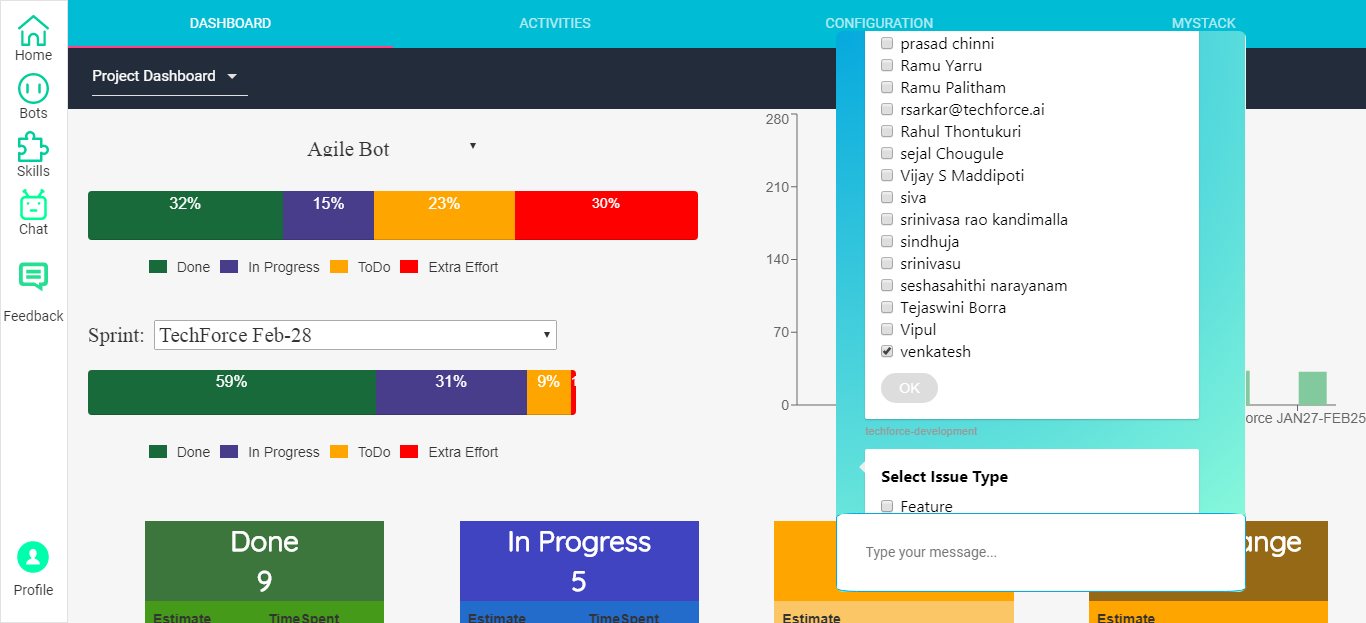 DASHBOARD
ACTIVITIES
CONFIGURATION
MYSTACK
Home
Bots
Skills
Chat
Feedback
Profile
Project Dashboard
Agile Bot
32%
15%
23%
30%
Done
In Progress
ToDo
Extra Effort
Sprint:
TechForce Feb-28
59%
31%
9%
Done
In Progress
ToDo
Extra Effort
280
210
140
70
0
JAN27-FEB25
prasad chinni
Ramu Yarru
Ramu Palitham
rsarkar@techforce.ai
Rahul Thontukuri
sejal Chougule
Vijay S Maddipoti
siva
srinivasa rao kandimalla
sindhuja
srinivasu
seshasahithi narayanam
Tejaswini Borra
Vipul
venkatesh
OK
techforce-development
Select Issue Type
Feature
Type your message...
Done
9
Estimate TimeSpent
In Progress
5
Estimate TimeSpent
Estimate
Estimate